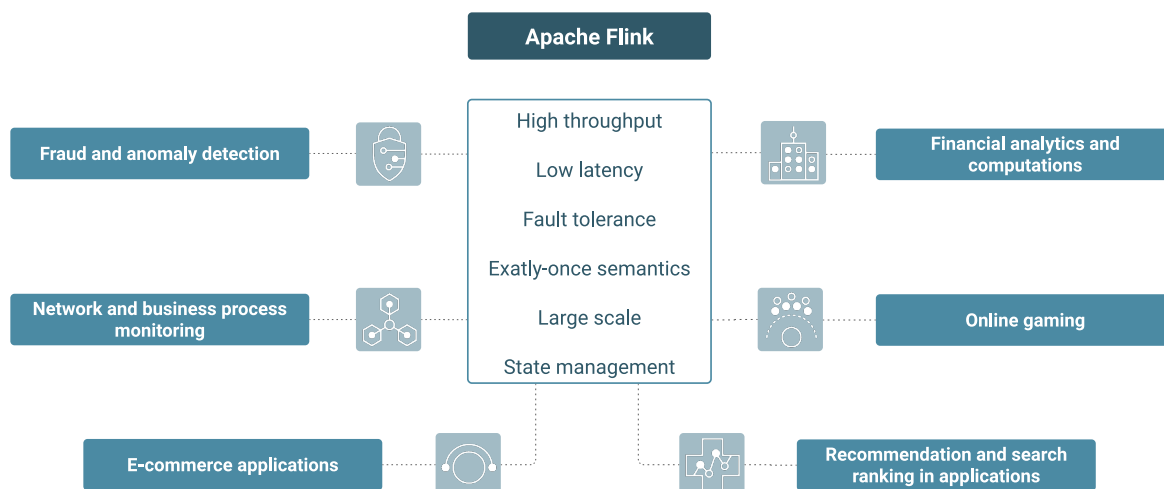 Apache Flink
High throughput
Low latency
Fault tolerance
Exatly-once semantics
Large scale
State management
Fraud and anomaly detection
Network and business process
monitoring
E-commerce applications
Financial analytics and
computations
Online gaming
Recommendation and search
ranking in applications